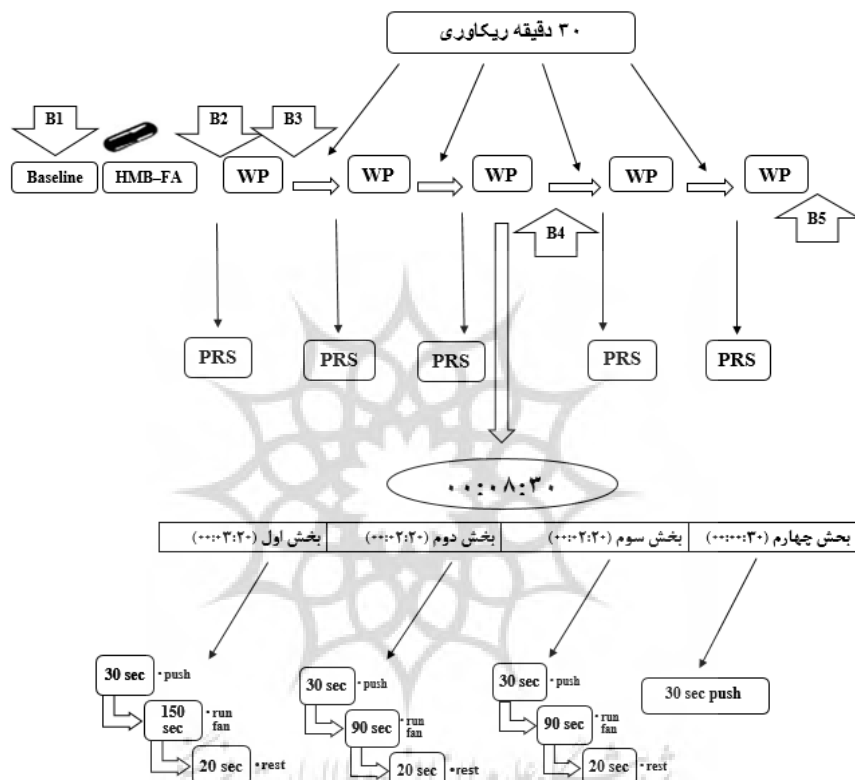 ۳۰ دقیقه ریکاوری
B1
B2
B3
Baseline
HMB–FA
WP
WP
WP
WP
WP
B4
B5
PRS
PRS
PRS
PRS
PRS
۰۰:۰۸:۳۰
بخش اول (۰۰:۰۳:۲۰)
بخش دوم (۰۰:۰۲:۲۰)
بخش سوم (۰۰:۰۲:۲۰)
بحش چهارم (۰۰:۰۰:۳۰)
30 sec
•push
150
sec
•run
fan
20 sec
•rest
30 sec
•push
90 sec
•run
fan
20 sec
•rest
30 sec
•push
90 sec
•run
fan
20 sec
•rest
30 sec push